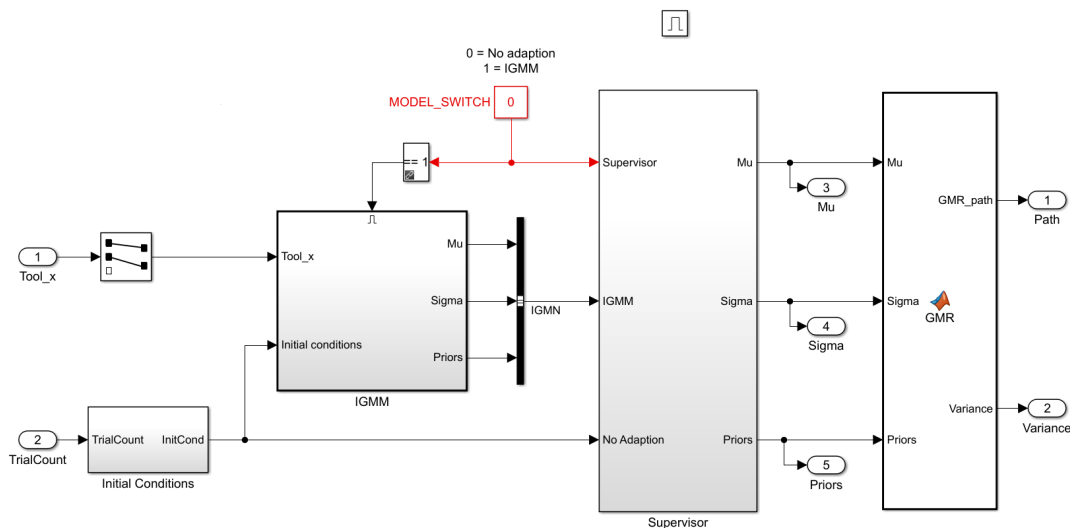 0 = No adaption
1 = IGMM
MODEL_SWITCH
0
== 1
Supervisor
Mu
Mu
3
Mu
GMR_path
1
Path
1
Tool_x
Tool_x
Mu
Sigma
IGMN
IGMM
Sigma
Sigma
4
Sigma
GMR
Initial conditions
Priors
IGMM
2
TrialCount
TrialCount
InitCond
Initial Conditions
No Adaption
Priors
Priors
5
Priors
Variance
2
Variance
Supervisor